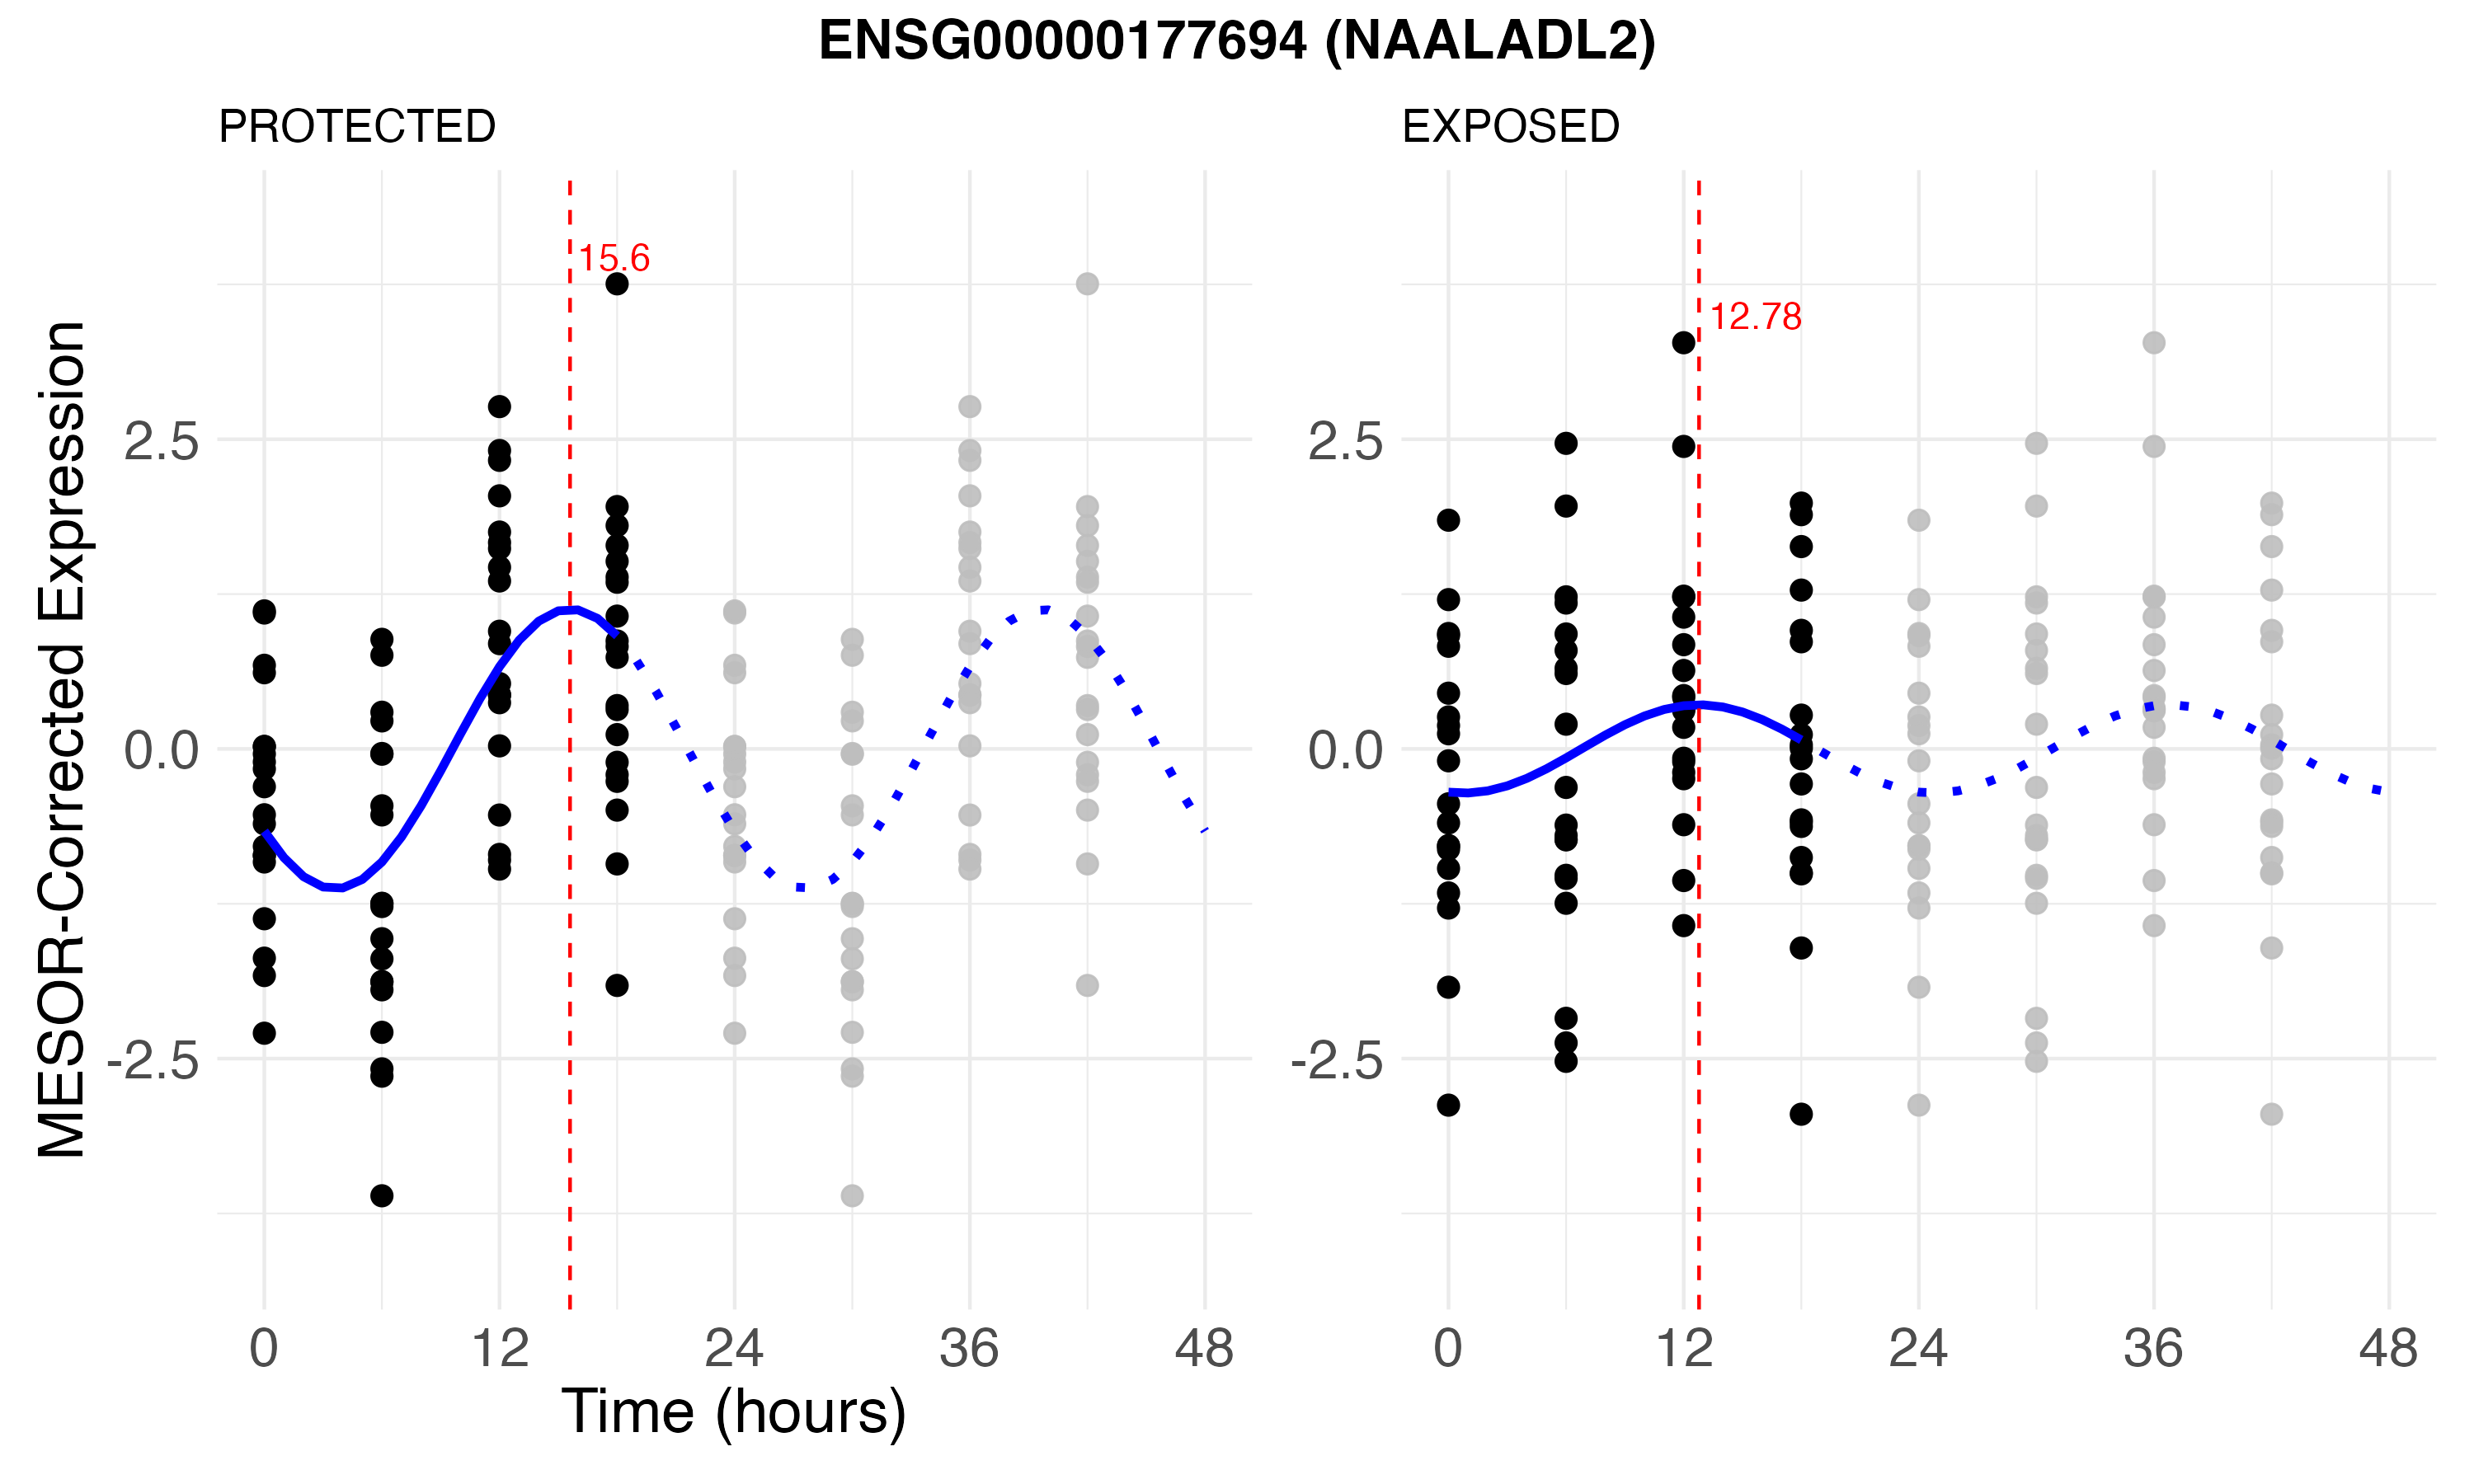 ENSG00000177694 (NAALADL2)
PROTECTED
EXPOSED
MESOR-Corrected Expression
15.6
12.78
2.5
0.0
-2.5
2.5
0.0
-2.5
0 12 24 36 48
0 12 24 36 48
Time (hours)